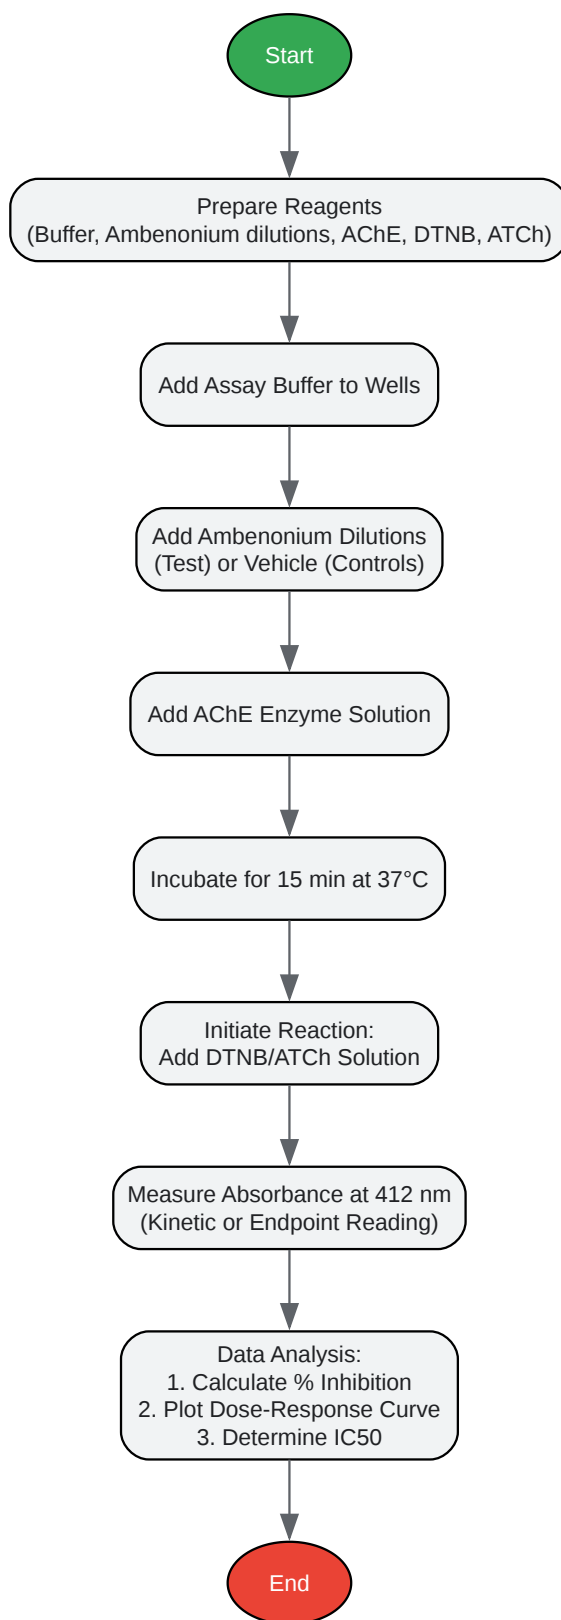 Start
Prepare Reagents
(Buffer, Ambenonium dilutions, AChE, DTNB, ATCh)
Add Assay Buffer to Wells
Add Ambenonium Dilutions
(Test) or Vehicle (Controls)
Add AChE Enzyme Solution
Incubate for 15 min at 37°C
Initiate Reaction:
Add DTNB/ATCh Solution
Measure Absorbance at 412 nm
(Kinetic or Endpoint Reading)
Data Analysis:
1. Calculate % Inhibition
2. Plot Dose-Response Curve
3. Determine IC50
End